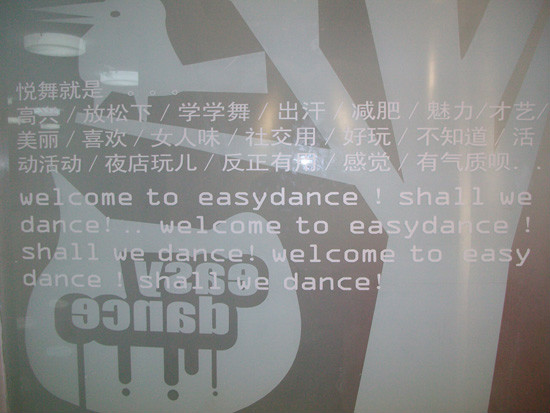 悦舞就是 。。。
高兴 / 放松下 / 学学舞 / 出汗 / 减肥 / 魅力/才艺/
美丽 / 喜欢 / 女人味 / 社交用 / 好玩 / 不知道 / 活
动活动 / 夜店玩儿 / 反正有用 / 感觉 / 有气质呗...
welcome to easydance ! shall we
dance! .. welcome to easydance !
shall we dance! welcome to easy
dance ! shall we dance!
easy
dance